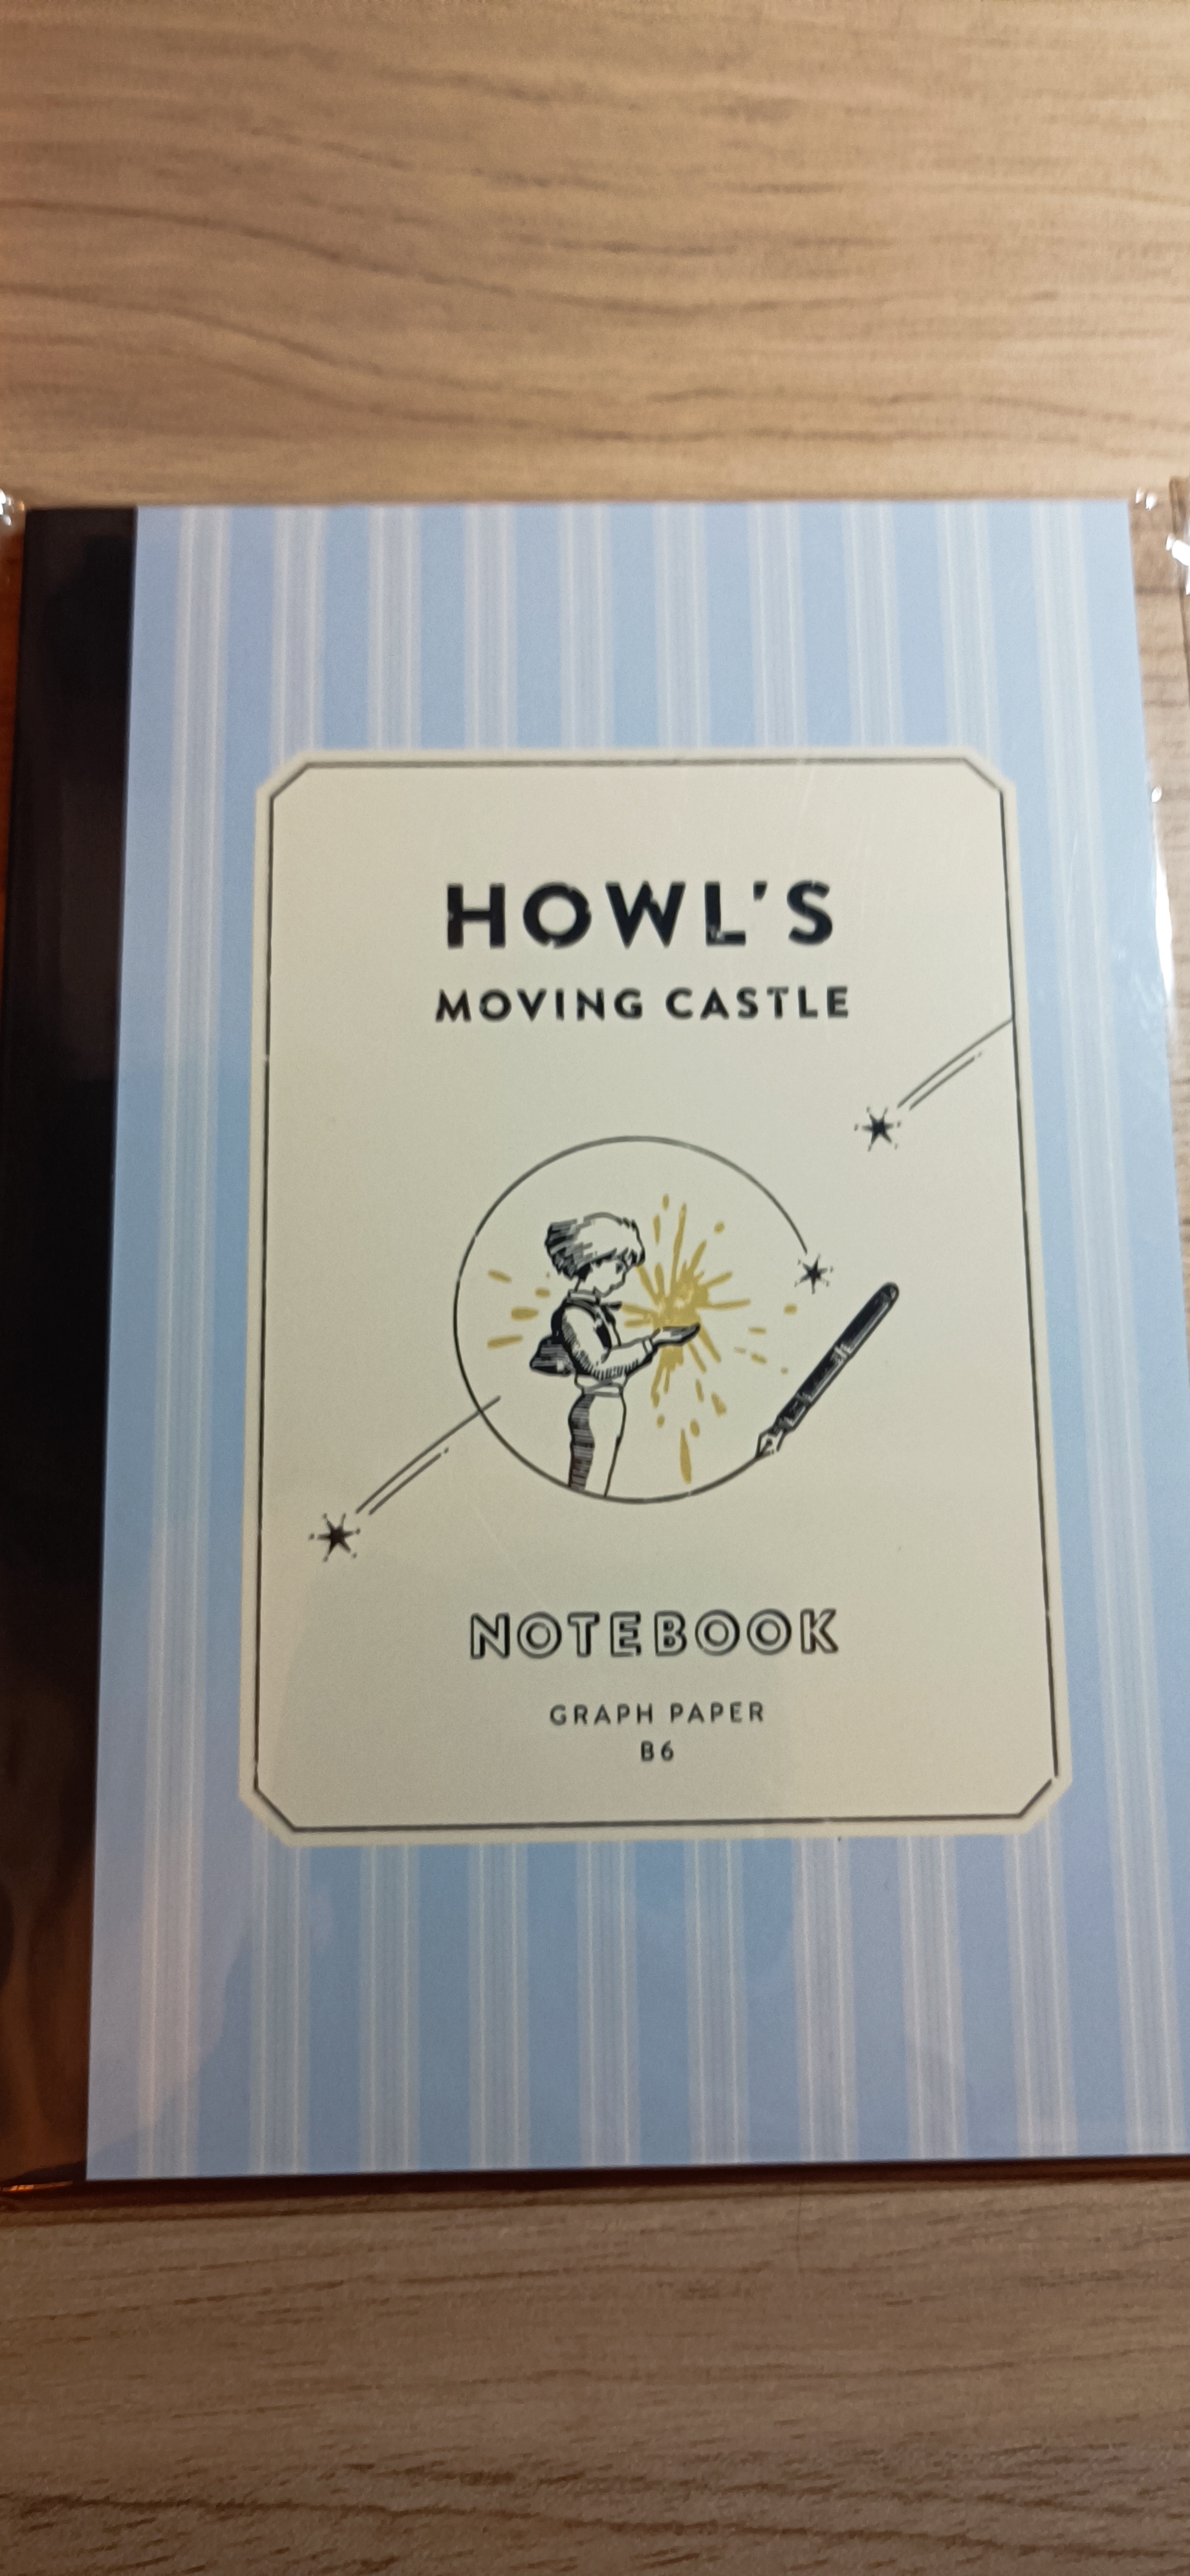 HOWL'S
MOVING CASTLE
NOTEBOOK
GRAPH PAPER
B6